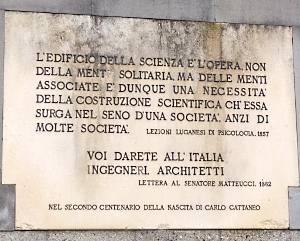 L'EDIFICIO DELLA SCIENZA E' L'OPERA, NON
DELLA MENT SOLITARIA, MA DELLE MENTI
ASSOCIATE. E' DUNQUE UNA NECESSITA'
DELLA COSTRUZIONE SCIENTIFICA CH'ESSA
SURGA NEL SENO D'UNA SOCIETA', ANZI DI
MOLTE SOCIETA'.
LEZIONI LUGANESI DI PSICOLOGIA, 1857
VOI DARETE ALL'ITALIA
INGEGNERI, ARCHITETTI
LETTERA AL SENATORE MATTEUCCI, 1862
NEL SECONDO CENTENARIO DELLA NASCITA DI CARLO CATTANEO